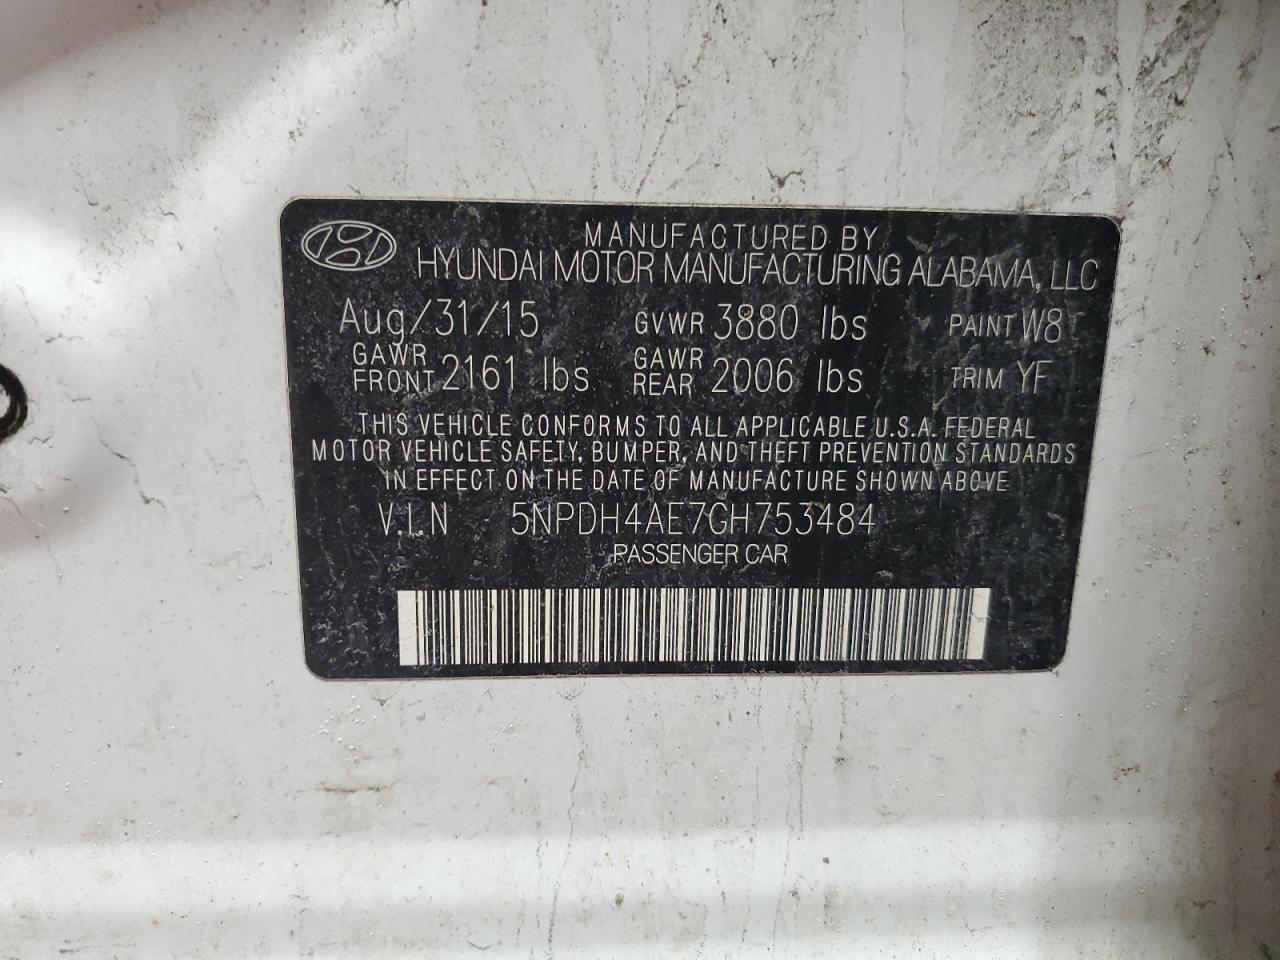 MANUFACTURED BY
HYUNDAI MOTOR MANUFACTURING ALABAMA, LLC
Aug/31/15 GVWR 3880 lbs PAINT W8
GAWR FRONT 2161 lbs GAWR REAR 2006 lbs TRIM YF
THIS VEHICLE CONFORMS TO ALL APPLICABLE U.S.A. FEDERAL
MOTOR VEHICLE SAFETY, BUMPER, AND THEFT PREVENTION STANDARDS
IN EFFECT ON THE DATE OF MANUFACTURE SHOWN ABOVE
V.I.N 5NPDH4AE7GH753484
PASSENGER CAR